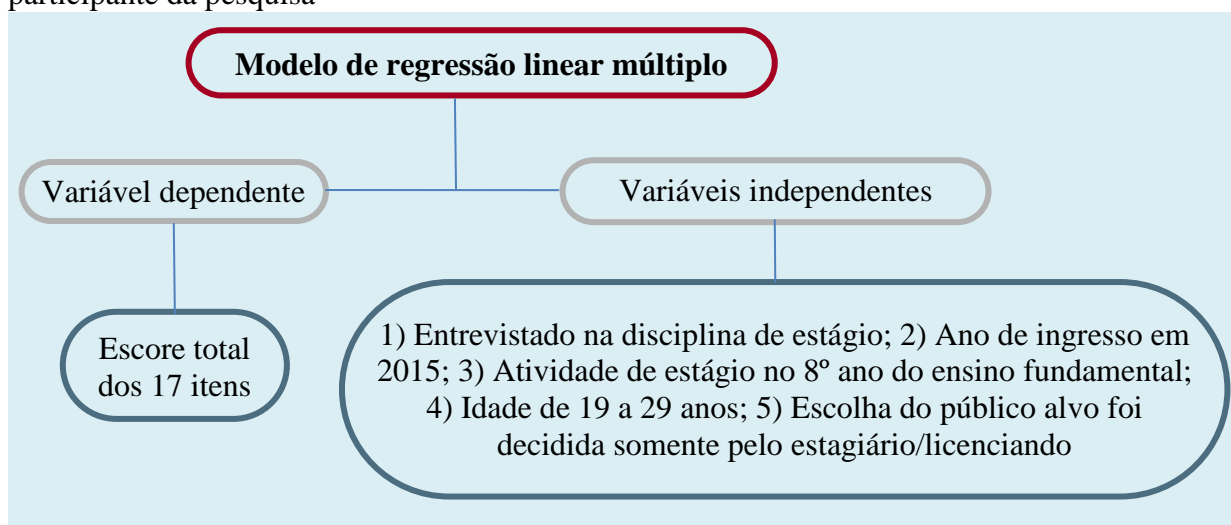 participante da pesquisa
Modelo de regressão linear múltiplo
Variável dependente
Variáveis independentes
Escore total
dos 17 itens
1) Entrevistado na disciplina de estágio; 2) Ano de ingresso em
2015; 3) Atividade de estágio no 8º ano do ensino fundamental;
4) Idade de 19 a 29 anos; 5) Escolha do público alvo foi
decidida somente pelo estagiário/licenciando